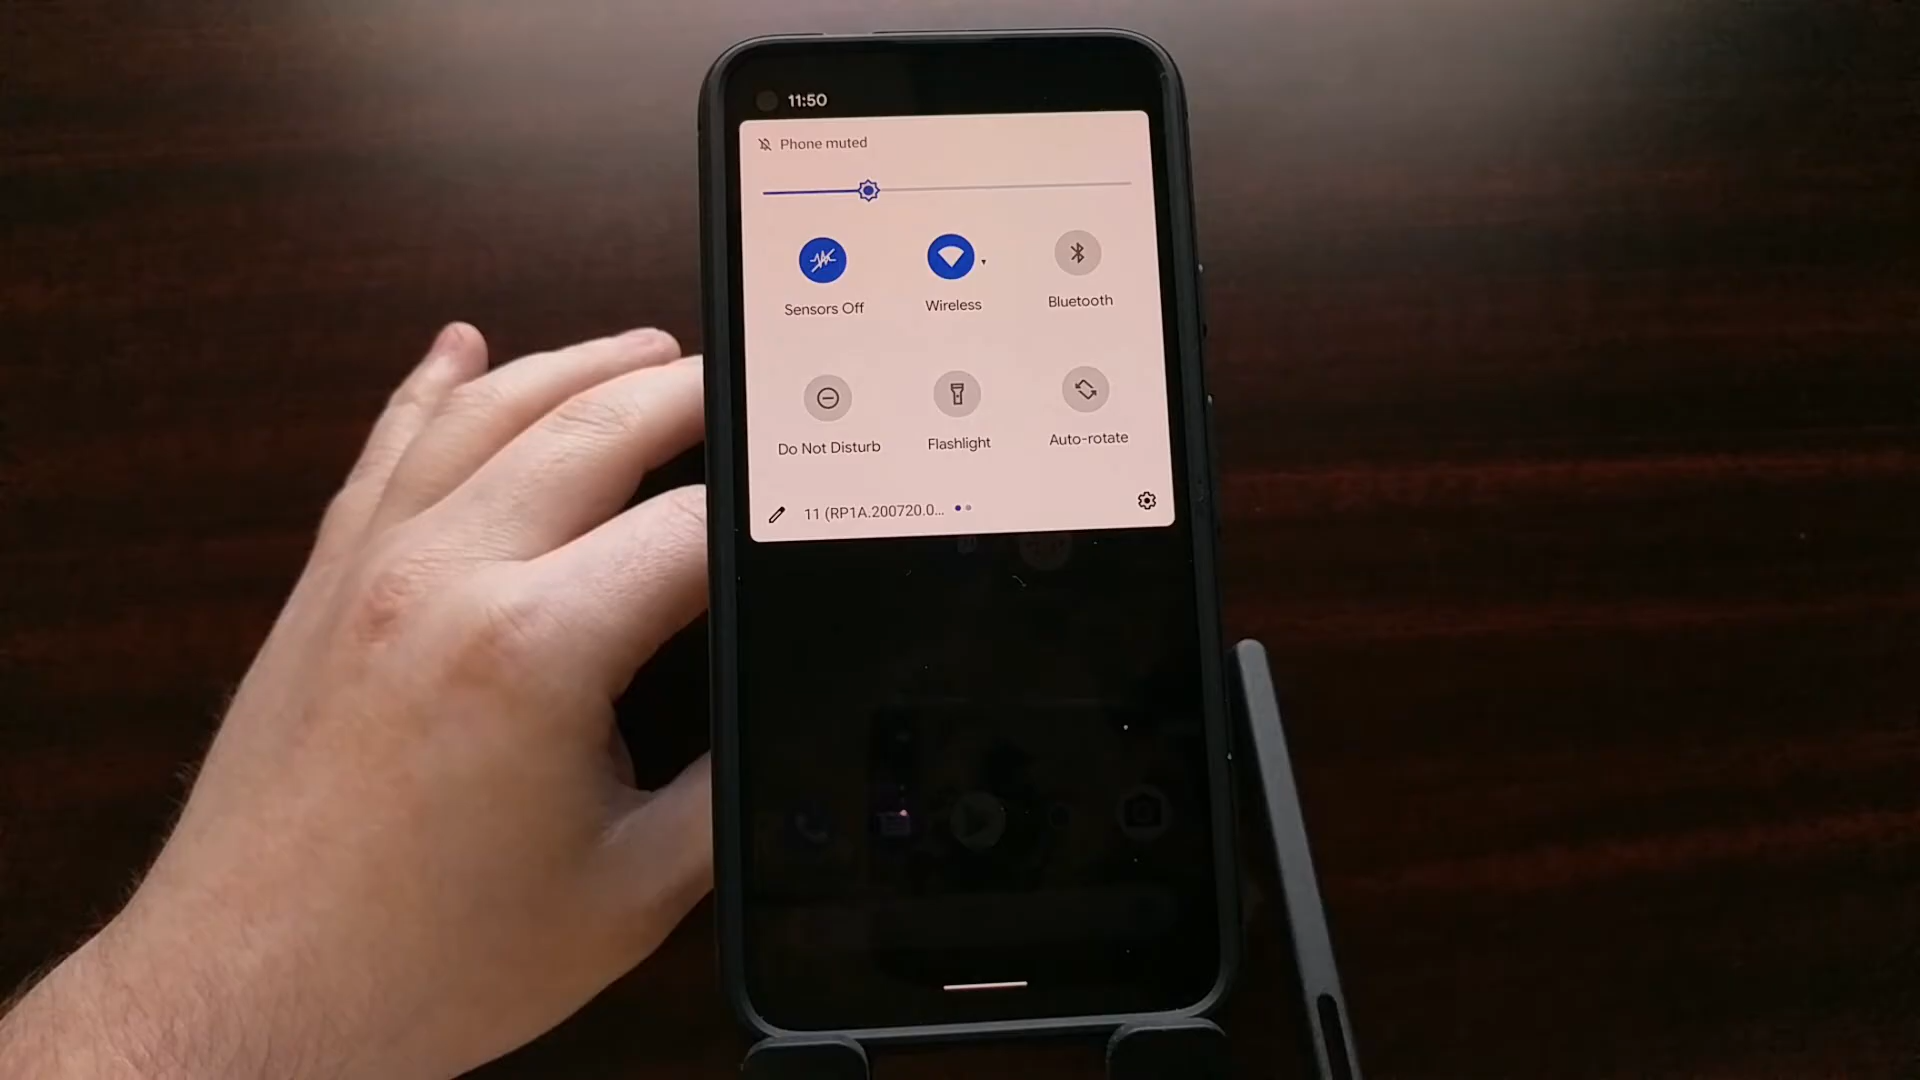 11:50
Phone muted
Sensors Off
Wireless
Bluetooth
Do Not Disturb
Flashlight
Auto-rotate
11 (RP1A.200720.0...